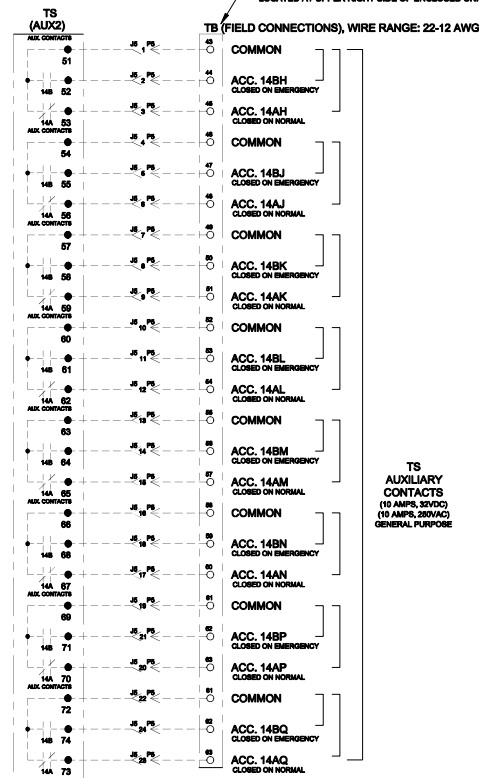 TS
(AUX2)
TB (FIELD CONNECTIONS), WIRE RANGE: 22-12 AWG
AUX. CONTACTS
51 J5 1 P5 43 COMMON
14B 52 J5 2 P5 44 ACC. 14BH
CLOSED ON EMERGENCY
14A 53 J5 3 P5 45 ACC. 14AH
CLOSED ON NORMAL
AUX. CONTACTS
54 J5 4 P5 46 COMMON
14B 55 J5 5 P5 47 ACC. 14BJ
CLOSED ON EMERGENCY
14A 56 J5 6 P5 48 ACC. 14AJ
CLOSED ON NORMAL
AUX. CONTACTS
57 J5 7 P5 49 COMMON
14B 58 J5 8 P5 50 ACC. 14BK
CLOSED ON EMERGENCY
14A 59 J5 9 P5 51 ACC. 14AK
CLOSED ON NORMAL
AUX. CONTACTS
60 J5 10 P5 52 COMMON
14B 61 J5 11 P5 53 ACC. 14BL
CLOSED ON EMERGENCY
14A 62 J5 12 P5 54 ACC. 14AL
CLOSED ON NORMAL
AUX. CONTACTS
63 J5 13 P5 55 COMMON
14B 64 J5 14 P5 56 ACC. 14BM
CLOSED ON EMERGENCY
14A 65 J5 15 P5 57 ACC. 14AM
CLOSED ON NORMAL
AUX. CONTACTS
66 J5 16 P5 58 COMMON
14B 68 J5 18 P5 59 ACC. 14BN
CLOSED ON EMERGENCY
14A 67 J5 17 P5 60 ACC. 14AN
CLOSED ON NORMAL
AUX. CONTACTS
69 J5 19 P5 61 COMMON
14B 71 J5 21 P5 62 ACC. 14BP
CLOSED ON EMERGENCY
14A 70 J5 20 P5 63 ACC. 14AP
CLOSED ON NORMAL
AUX. CONTACTS
72 J5 22 P5 61 COMMON
14B 74 J5 24 P5 62 ACC. 14BQ
CLOSED ON EMERGENCY
14A 73 J5 23 P5 63 ACC. 14AQ
CLOSED ON NORMAL
TS
AUXILIARY
CONTACTS
(10 AMPS, 32VDC)
(10 AMPS, 250VAC)
GENERAL PURPOSE